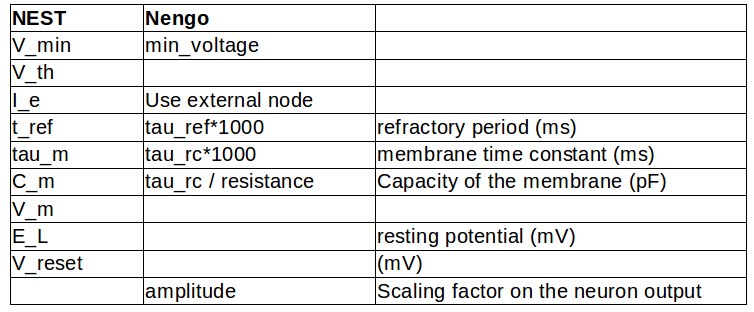 NEST Nengo
V_min min_voltage
V_th
I_e Use external node
t_ref tau_ref*1000 refractory period (ms)
tau_m tau_rc*1000 membrane time constant (ms)
C_m tau_rc / resistance Capacity of the membrane (pF)
V_m
E_L resting potential (mV)
V_reset (mV)
amplitude Scaling factor on the neuron output